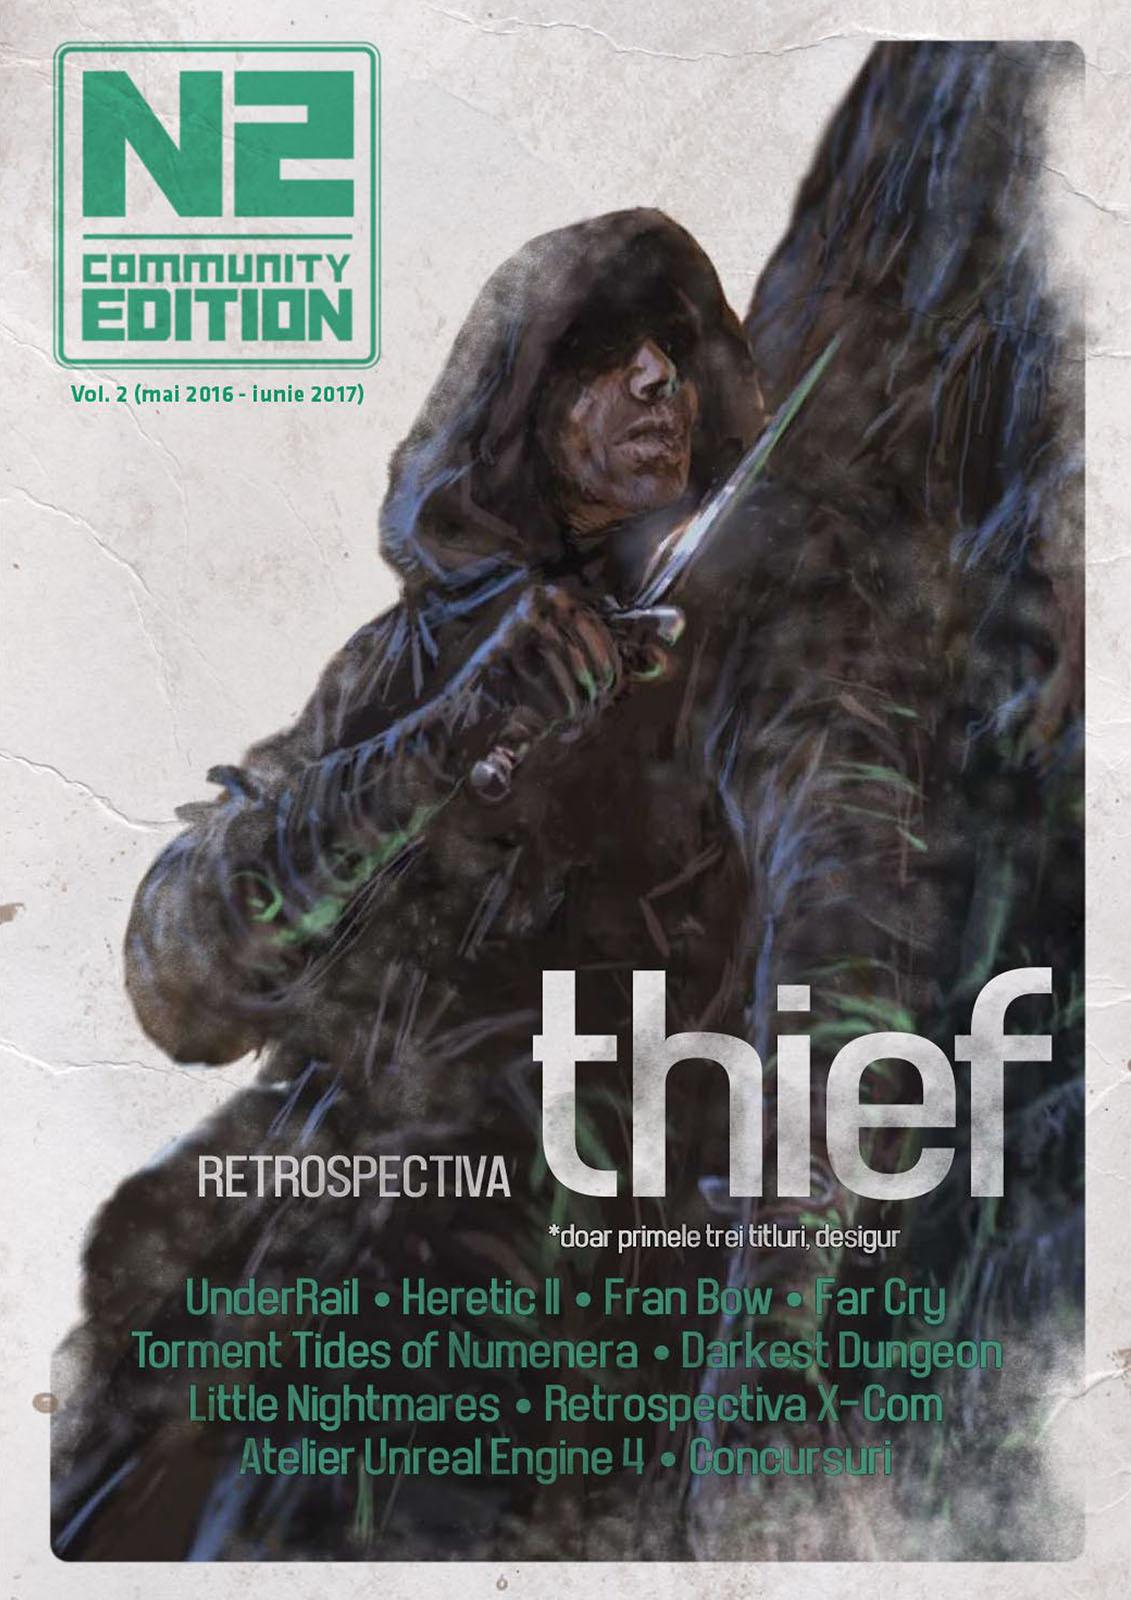 N2
COMMUNITY
EDITION
Vol. 2 (mai 2016 - iunie 2017)
RETROSPECTIVA thief
*doar primele trei titluri, desigur
UnderRail • Heretic II • Fran Bow • Far Cry
Torment Tides of Numenera • Darkest Dungeon
Little Nightmares • Retrospectiva X-Com
Atelier Unreal Engine 4 • Concursuri